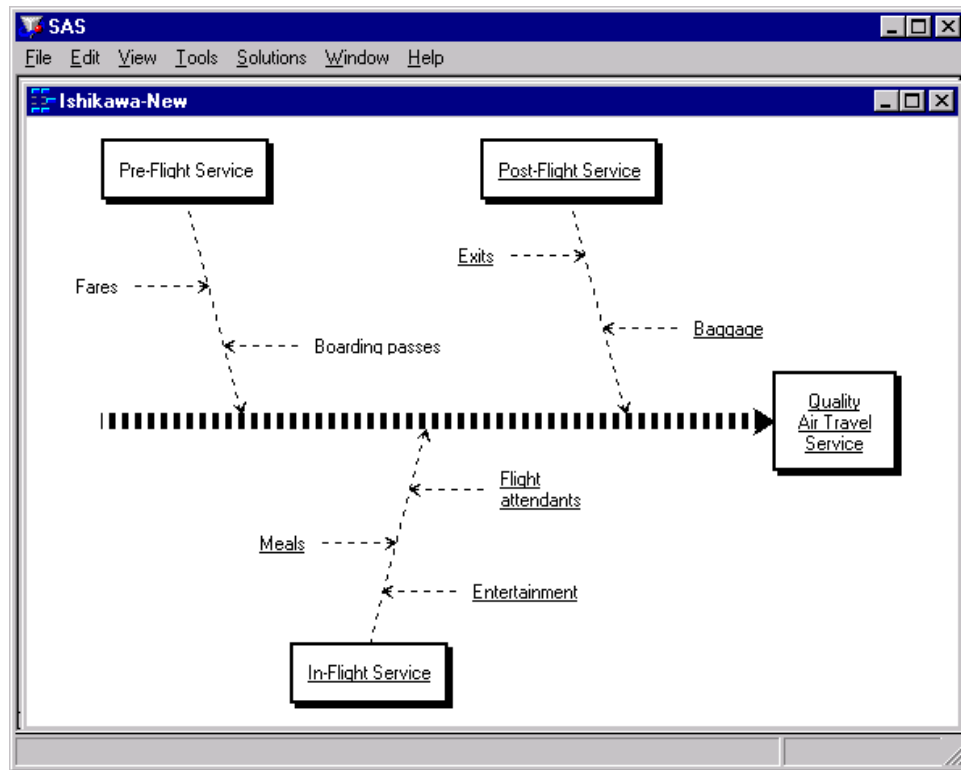 SAS
File Edit View Tools Solutions Window Help
Ishikawa-New
Pre-Flight Service
Post-Flight Service
Exits
Fares
Baggage
Boarding passes
Quality
Air Travel
Service
Flight
attendants
Meals
Entertainment
In-Flight Service